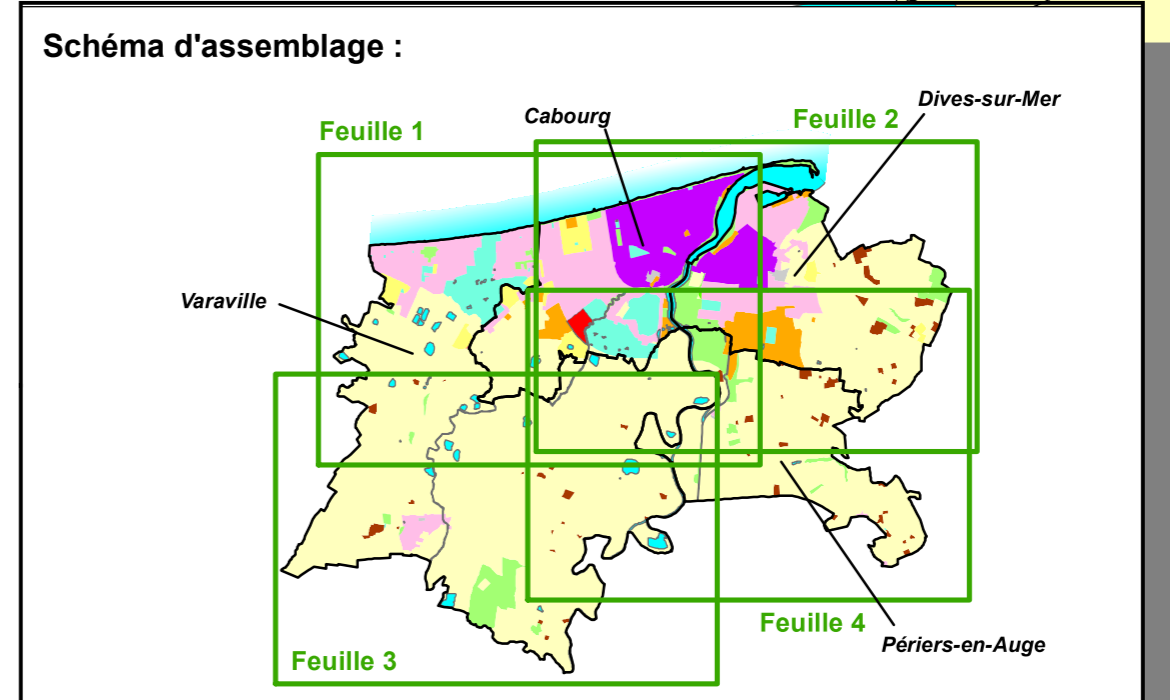 Schéma d'assemblage :
Dives-sur-Mer
Cabourg
Feuille 2
Feuille 1
Varaville
Feuille 4
Périers-en-Auge
Feuille 3